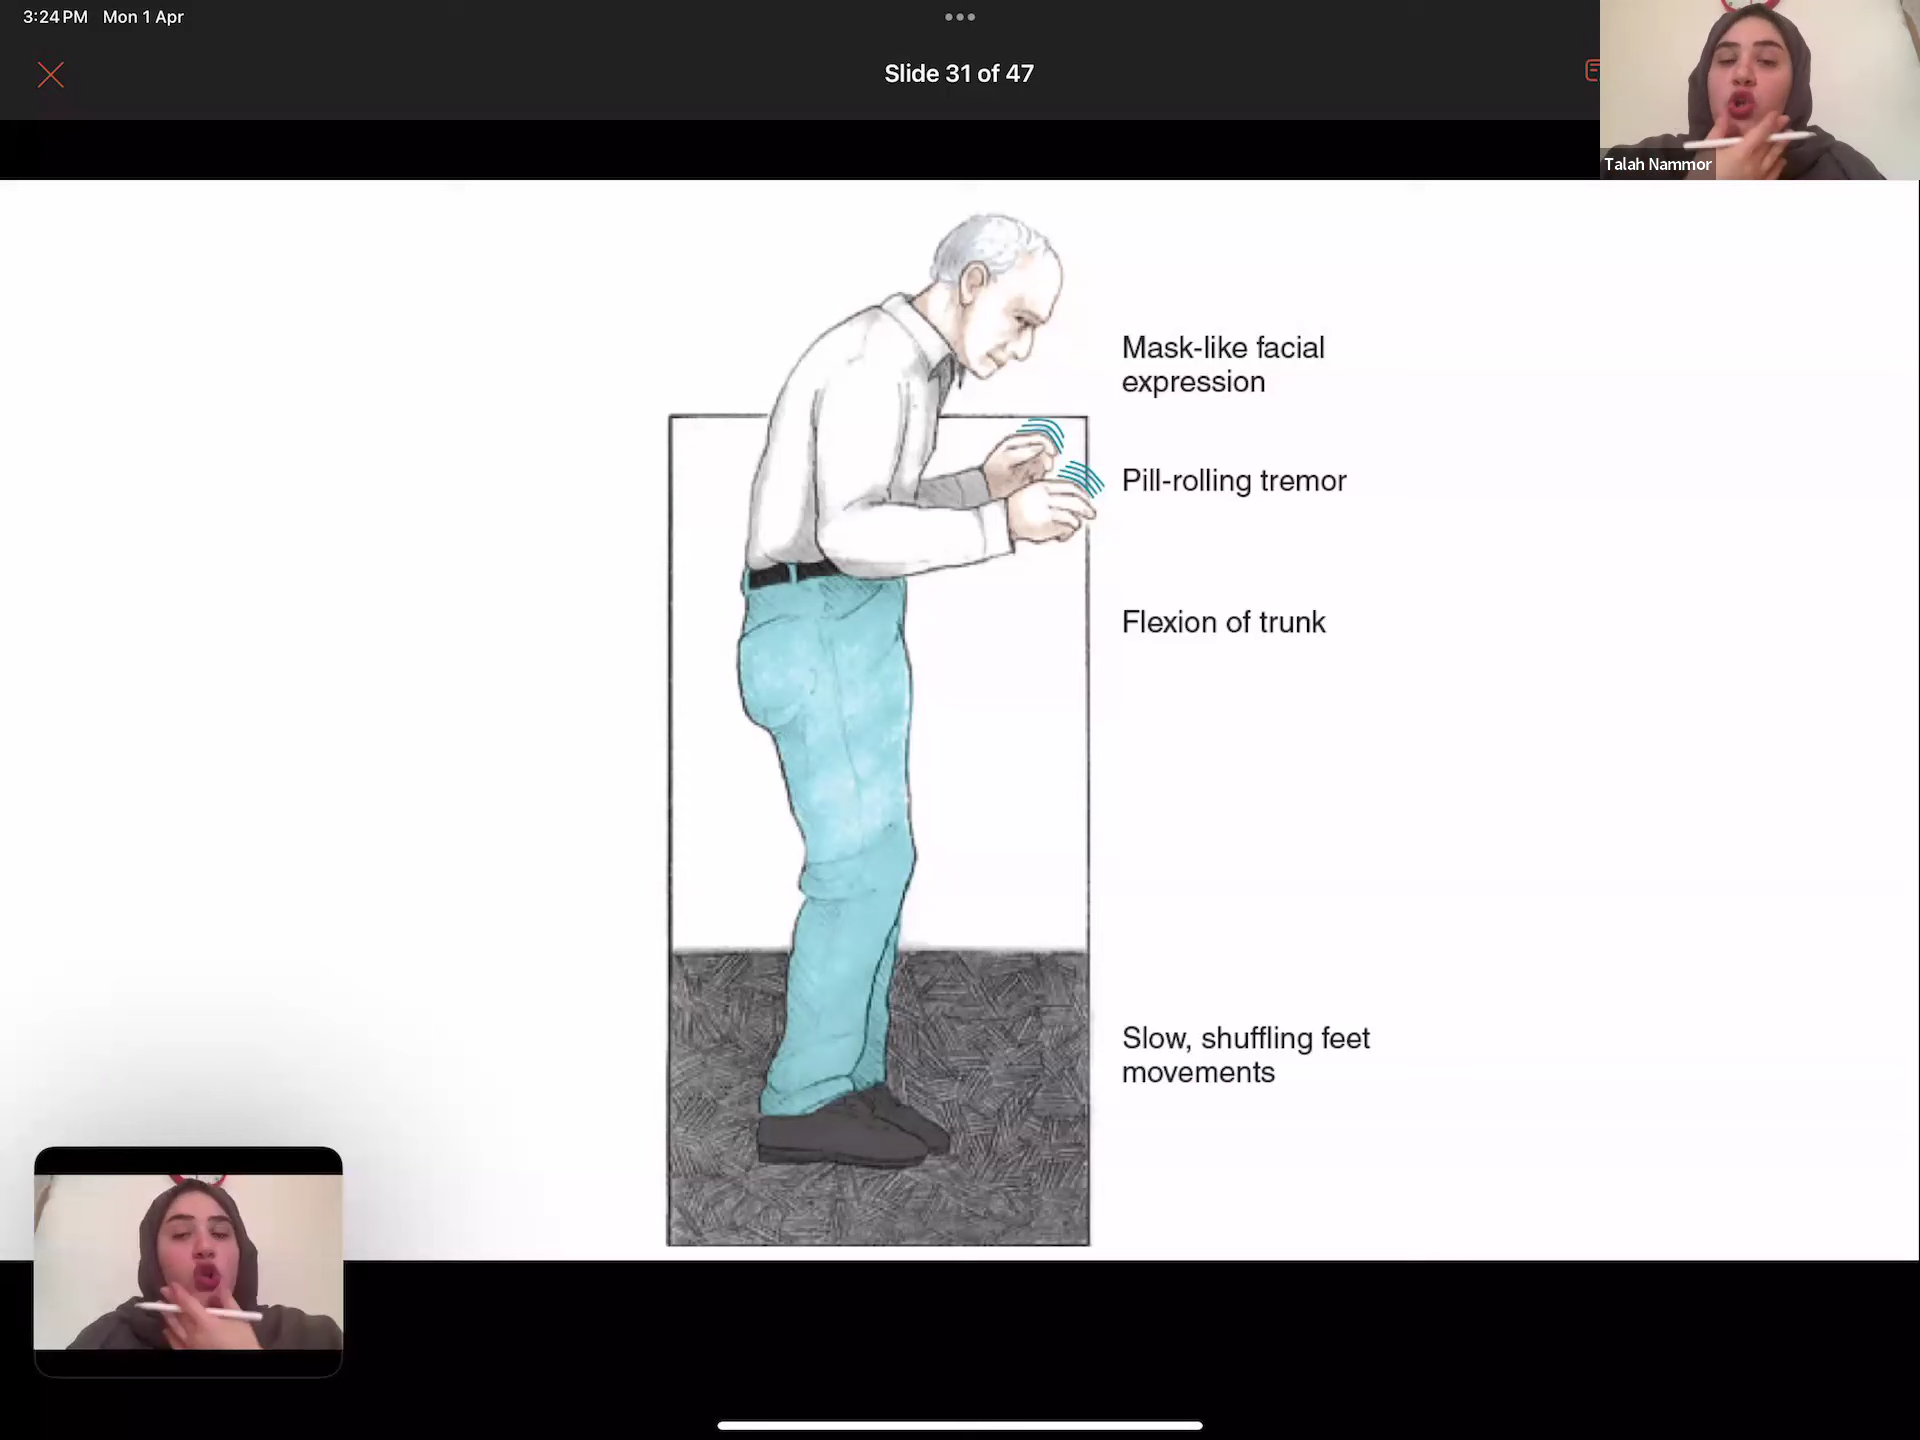 3:24 PM Mon 1 Apr
Slide 31 of 47
Talah Nammor
Mask-like facial
expression
Pill-rolling tremor
Flexion of trunk
Slow, shuffling feet
movements